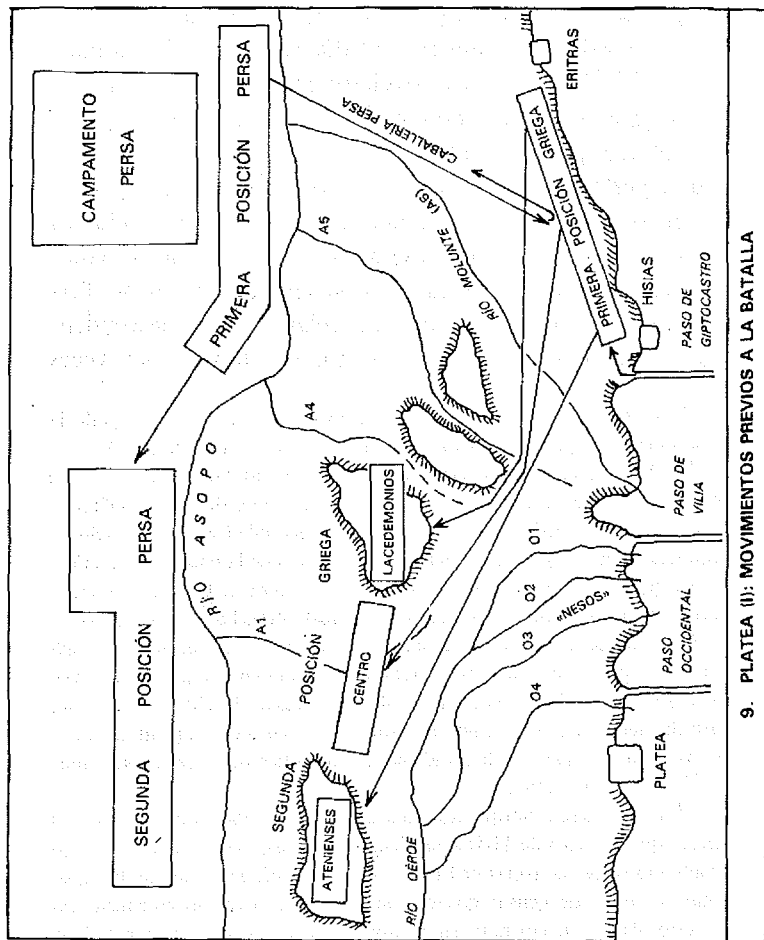 CAMPAMENTO
PERSA
PRIMERA POSICIÓN PERSA
SEGUNDA POSICIÓN PERSA
RÍO ASOPO
CABALLERÍA PERSA
A5
RÍO MOLUNTE (A6)
A4
A1
SEGUNDA POSICIÓN GRIEGA
LACEDEMONIOS
CENTRO
ATENIENSES
PRIMERA POSICIÓN GRIEGA
ERITRAS
HISIAS
PASO DE
GIPTOCASTRO
PASO DE
VILIA
O1
O2
O3
«NESOS»
O4
PASO
OCCIDENTAL
RÍO OÉROE
PLATEA
9. PLATEA (I): MOVIMIENTOS PREVIOS A LA BATALLA